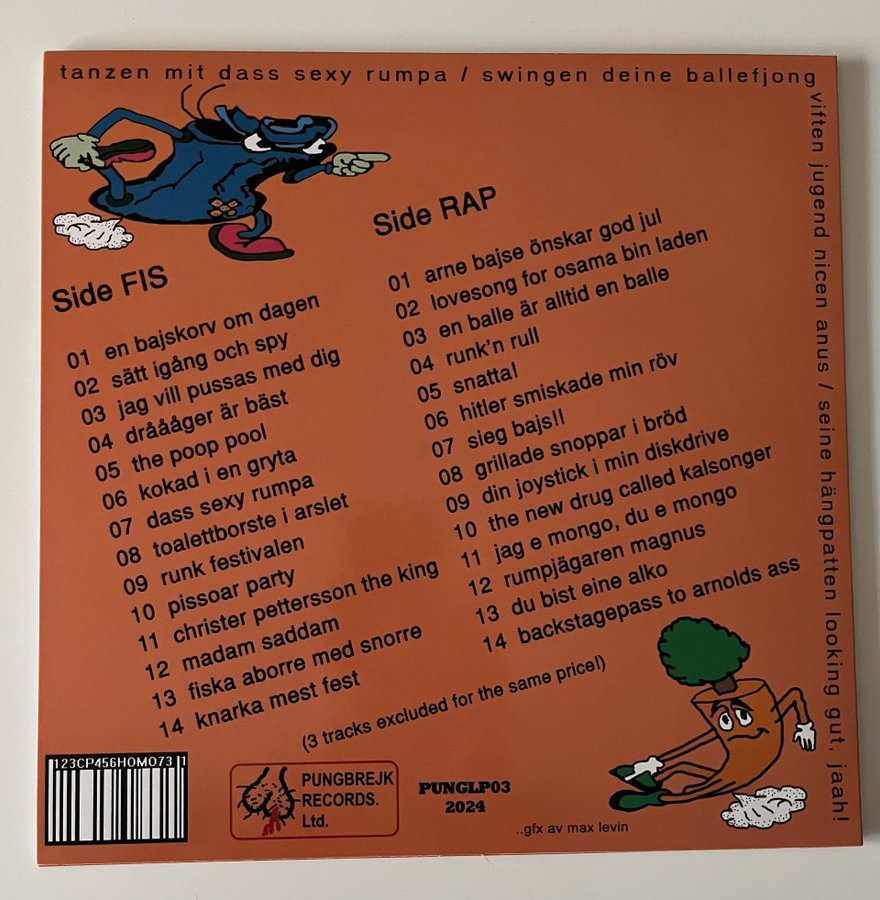 tanzen mit dass sexy rumpa / swingen deine ballefjong
viften jugend nicen anus / seine hängpatten looking gut, jaah!
Side FIS
01 en bajskorv om dagen
02 sätt igång och spy
03 jag vill pussas med dig
04 dråååger är bäst
05 the poop pool
06 kokad i en gryta
07 dass sexy rumpa
08 toalettborste i arslet
09 runk festivalen
10 pissoar party
11 christer pettersson the king
12 madam saddam
13 fiska aborre med snorre
14 knarka mest fest
Side RAP
01 arne bajse önskar god jul
02 lovesong for osama bin laden
03 en balle är alltid en balle
04 runk'n rull
05 snatta!
06 hitler smiskade min röv
07 sieg bajs!!
08 grillade snoppar i bröd
09 din joystick i min diskdrive
10 the new drug called kalsonger
11 jag e mongo, du e mongo
12 rumpjägaren magnus
13 du bist eine alko
14 backstagepass to arnolds ass
(3 tracks excluded for the same price!)
123CP456HOMO73 1
PUNGBREJK
RECORDS.
Ltd.
PUNGLP03
2024
..gfx av max levin